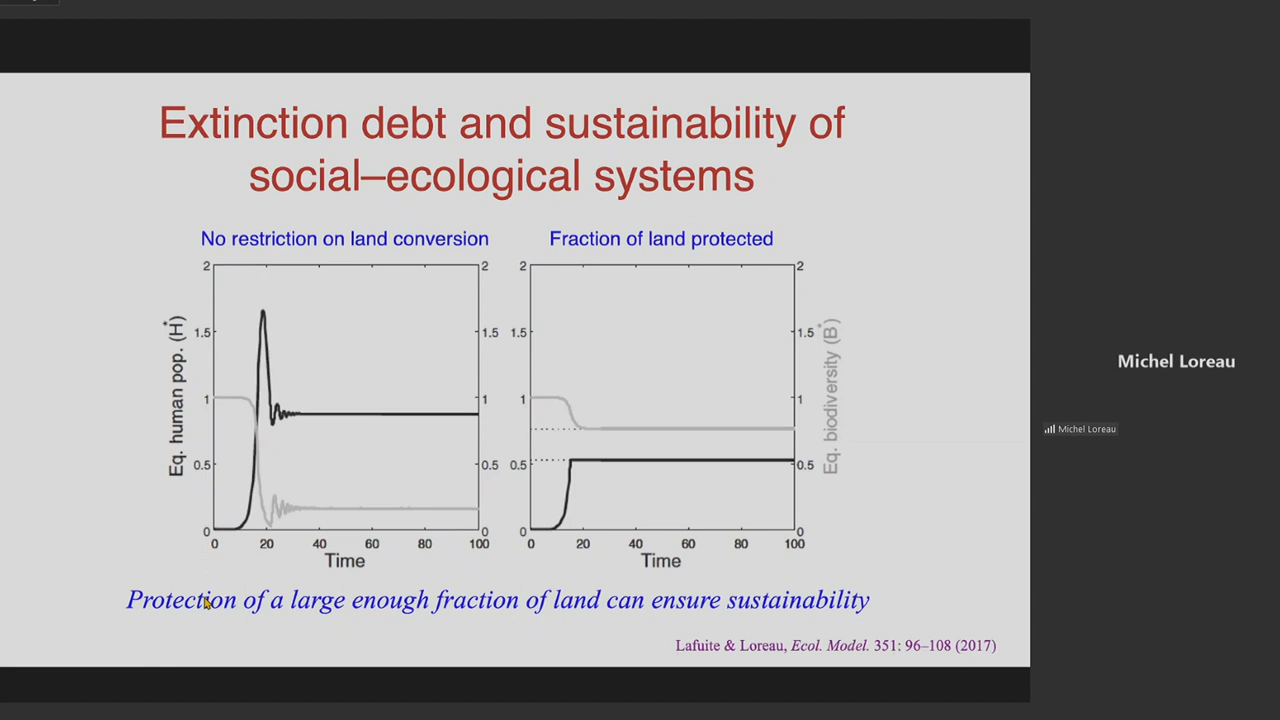 Extinction debt and sustainability of
social–ecological systems
No restriction on land conversion
Fraction of land protected
Eq. human pop. (H*)
2
1.5
1
0.5
0
2
1.5
1
0.5
0
0 20 40 60 80 100
Time
2
1.5
1
0.5
0
2
1.5
1
0.5
0
0 20 40 60 80 100
Time
Eq. biodiversity (B*)
Protection of a large enough fraction of land can ensure sustainability
Lafuite & Loreau, Ecol. Model. 351: 96–108 (2017)
Michel Loreau
Michel Loreau